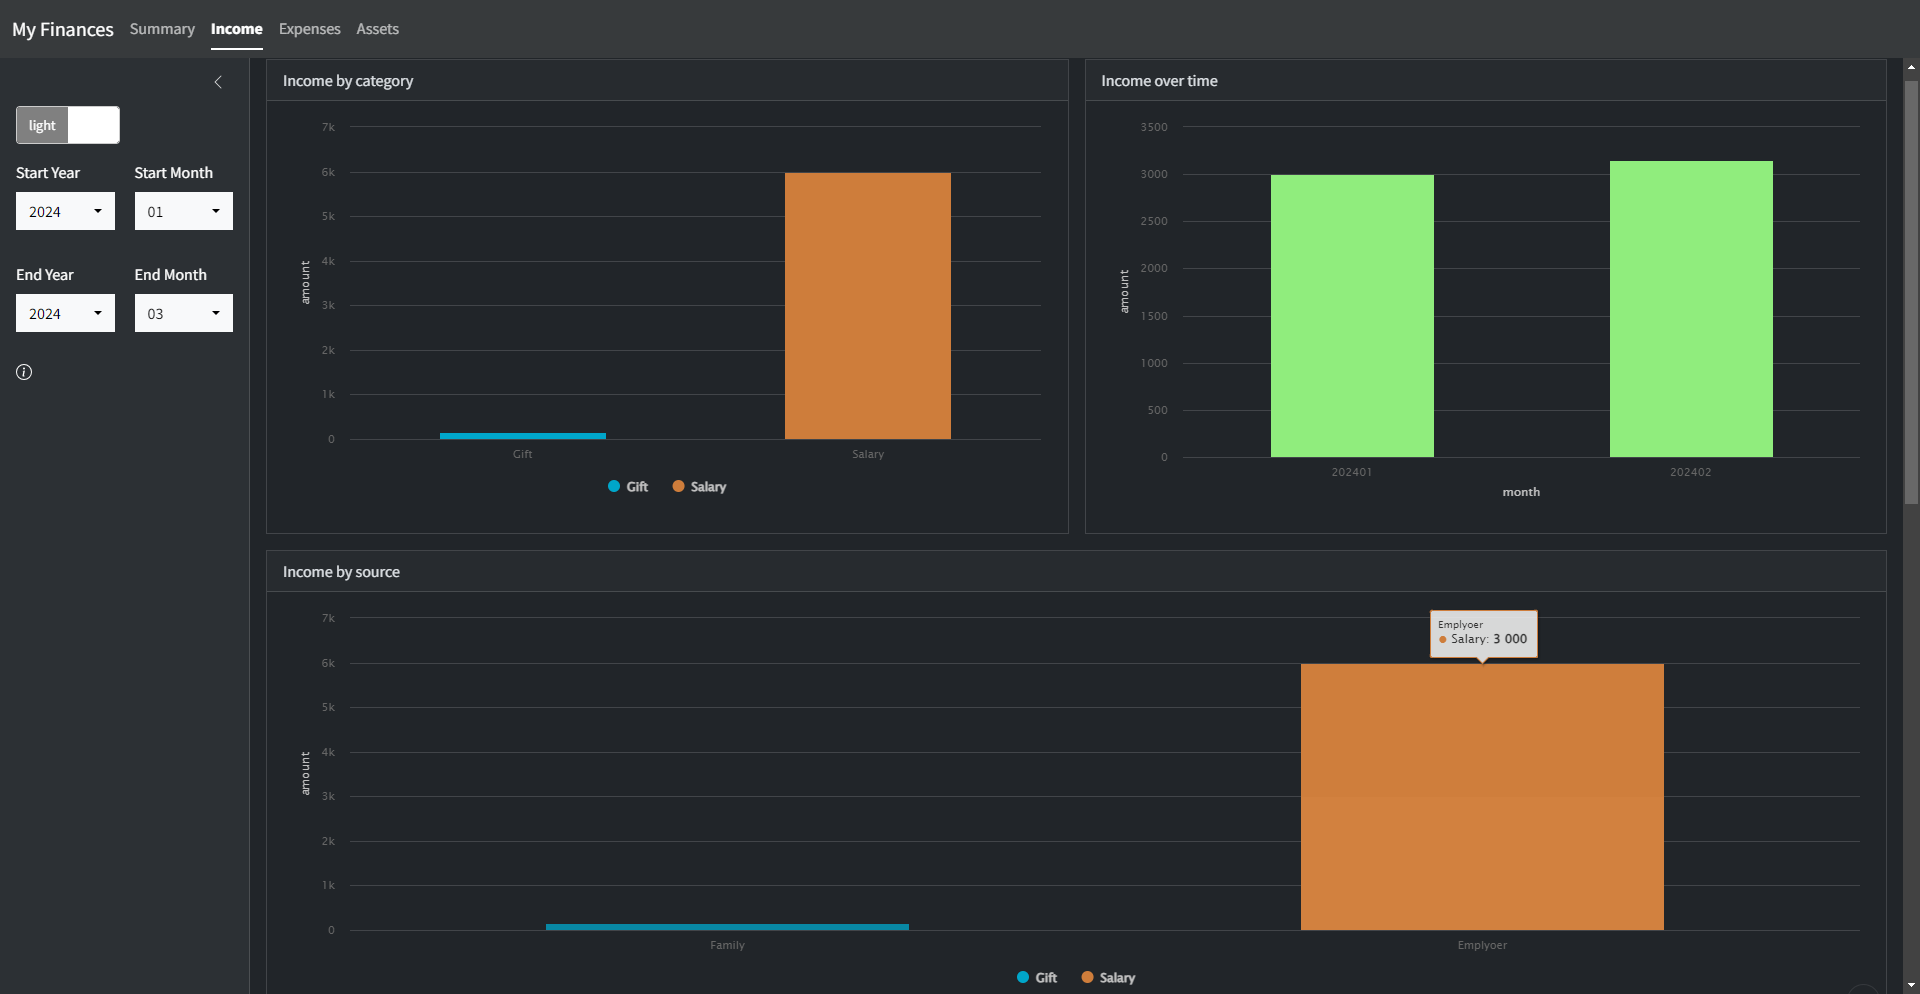 My Finances Summary Income Expenses Assets
light
Start Year Start Month
2024 01
End Year End Month
2024 03
Income by category
7k
6k
5k
4k
3k
2k
1k
0
amount
Gift Salary
Gift Salary
Income over time
3500
3000
2500
2000
1500
1000
500
0
amount
202401 202402
month
Income by source
7k
6k
5k
4k
3k
2k
1k
0
amount
Emplyoer
Salary: 3 000
Family Emplyoer
Gift Salary